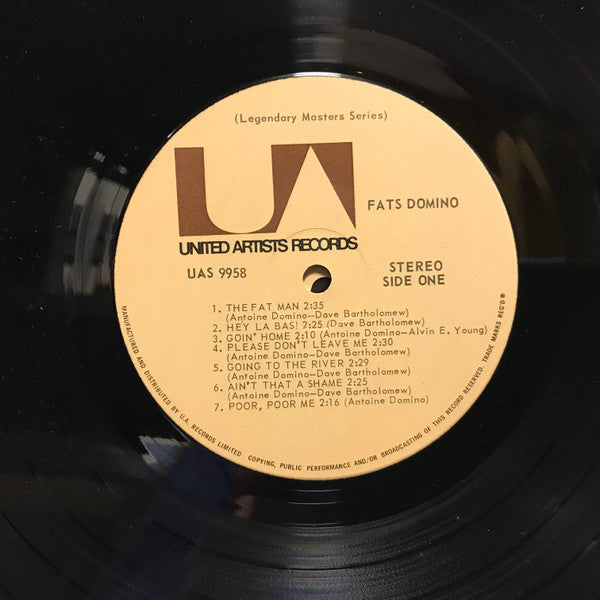 (Legendary Masters Series)
UA
FATS DOMINO
UNITED ARTISTS RECORDS
UAS 9958
STEREO
SIDE ONE
1. THE FAT MAN 2:35
(Antoine Domino—Dave Bartholomew)
2. HEY LA BAS! 2:25 (Dave Bartholomew)
3. GOIN' HOME 2:10 (Antoine Domino—Alvin E. Young)
4. PLEASE DON'T LEAVE ME 2:30
(Antoine Domino—Dave Bartholomew)
5. GOING TO THE RIVER 2:29
(Antoine Domino—Dave Bartholomew)
6. AIN'T THAT A SHAME 2:25
(Antoine Domino—Dave Bartholomew)
7. POOR, POOR ME 2:16 (Antoine Domino)
MANUFACTURED AND DISTRIBUTED BY U.A. RECORDS LIMITED COPYING, PUBLIC PERFORMANCE AND/OR BROADCASTING OF THIS RECORD RESERVED. TRADE MARKS REG'D®